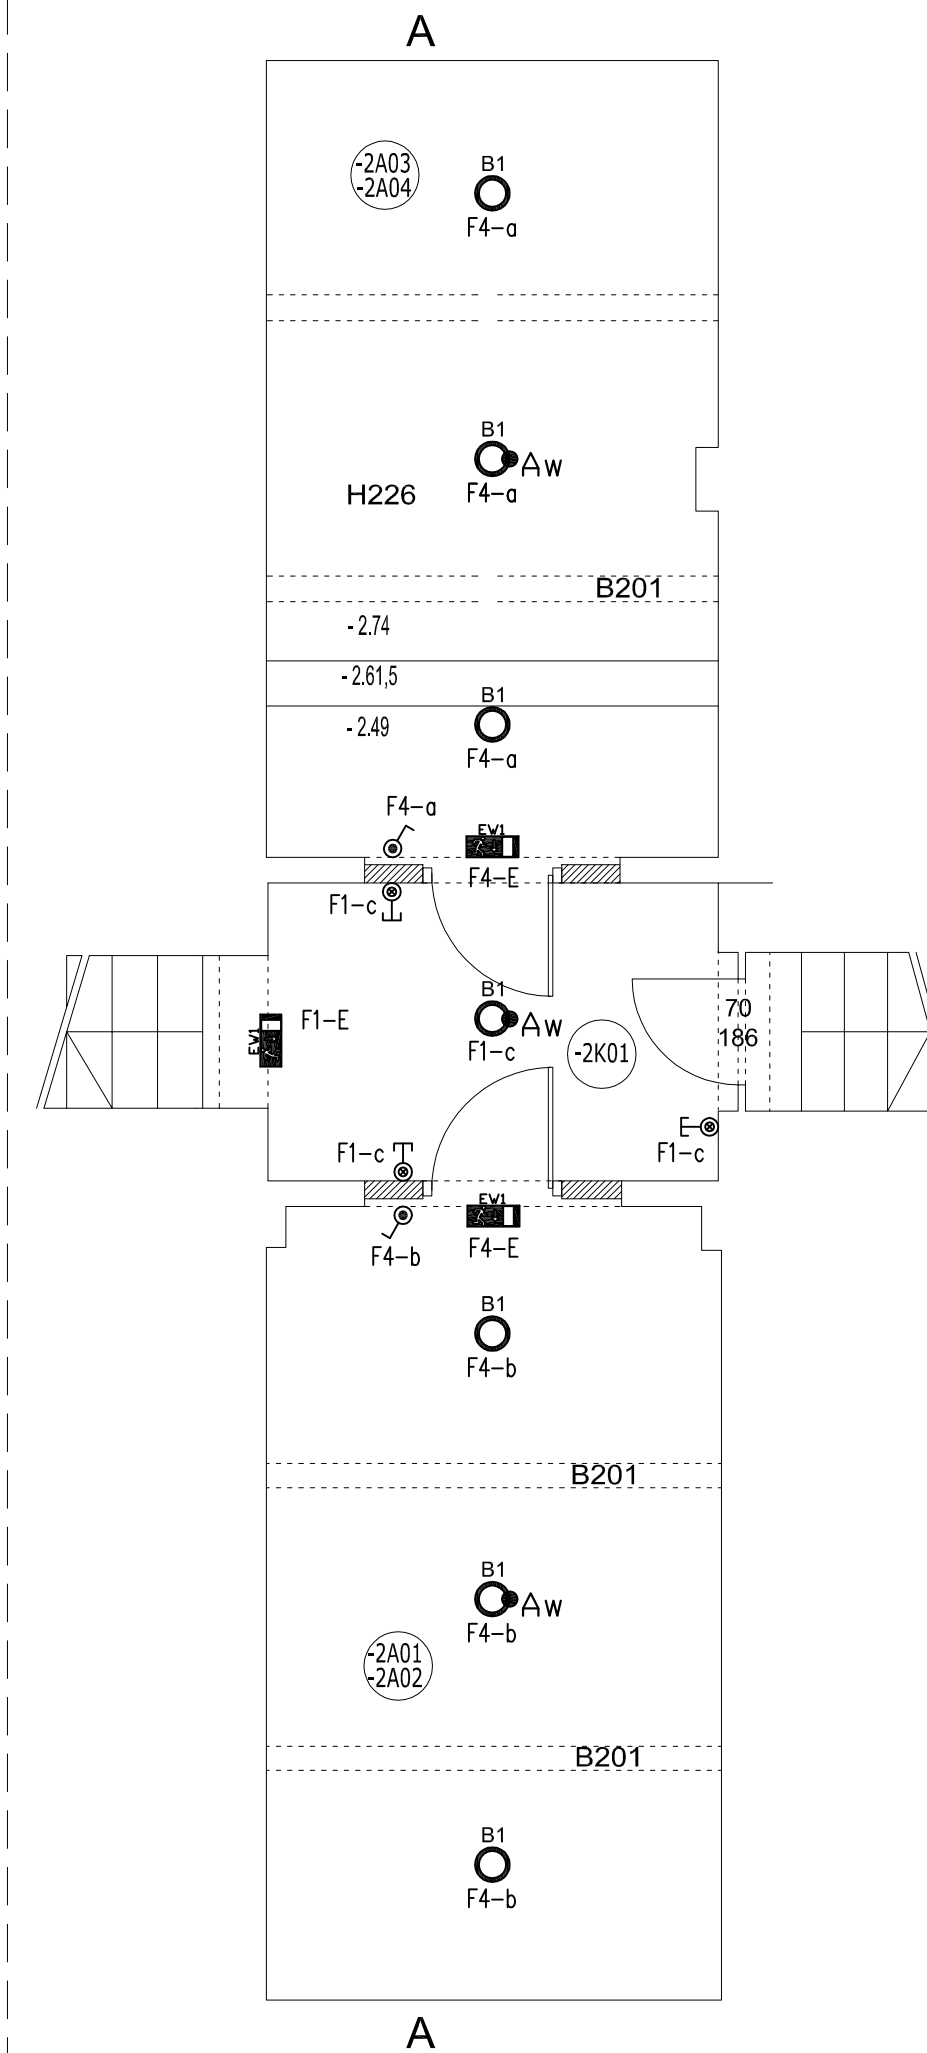 A
-2A03
-2A04
B1
F4-a
B1
Aw
F4-a
H226
B201
- 2.74
- 2.61,5
B1
- 2.49
F4-a
F4-a
EW1
F4-E
F1-c
B1
F1-E
Aw
EW1
F1-c
-2K01
70
186
F1-c
F1-c
EW1
F4-b
F4-E
B1
F4-b
B201
B1
Aw
F4-b
-2A01
-2A02
B201
B1
F4-b
A